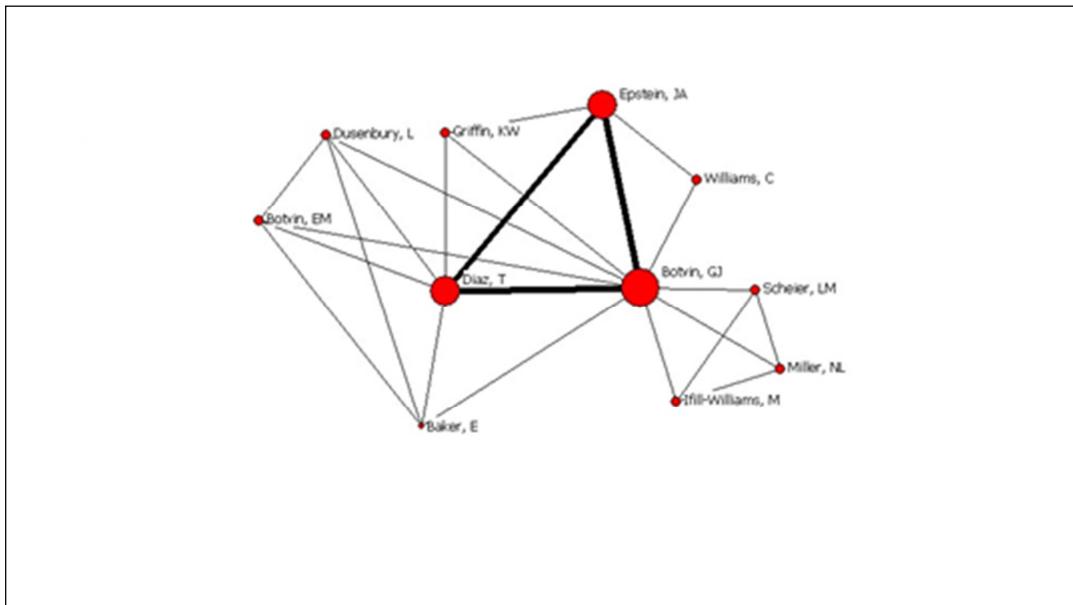 Epstein, JA
Dusenbury, L
Griffin, KW
Williams, C
Botvin, EM
Diaz, T
Botvin, GJ
Scheier, LM
Miller, NL
Ifill-Williams, M
Baker, E